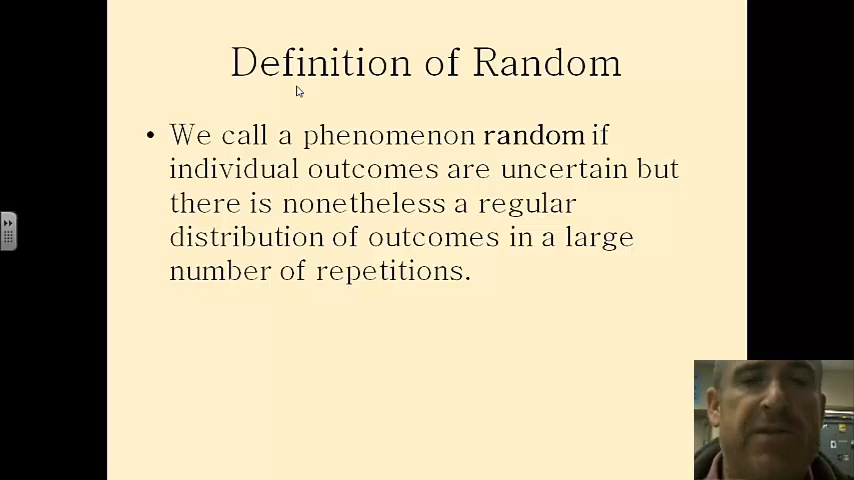 Definition of Random
• We call a phenomenon random if
individual outcomes are uncertain but
there is nonetheless a regular
distribution of outcomes in a large
number of repetitions.